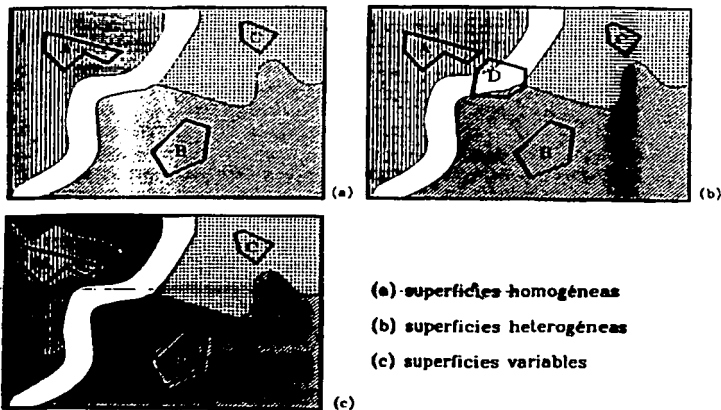 A
C
B
(a)
A
D
C
B
(b)
C
(c)
(a) superficies homogéneas
(b) superficies heterogéneas
(c) superficies variables